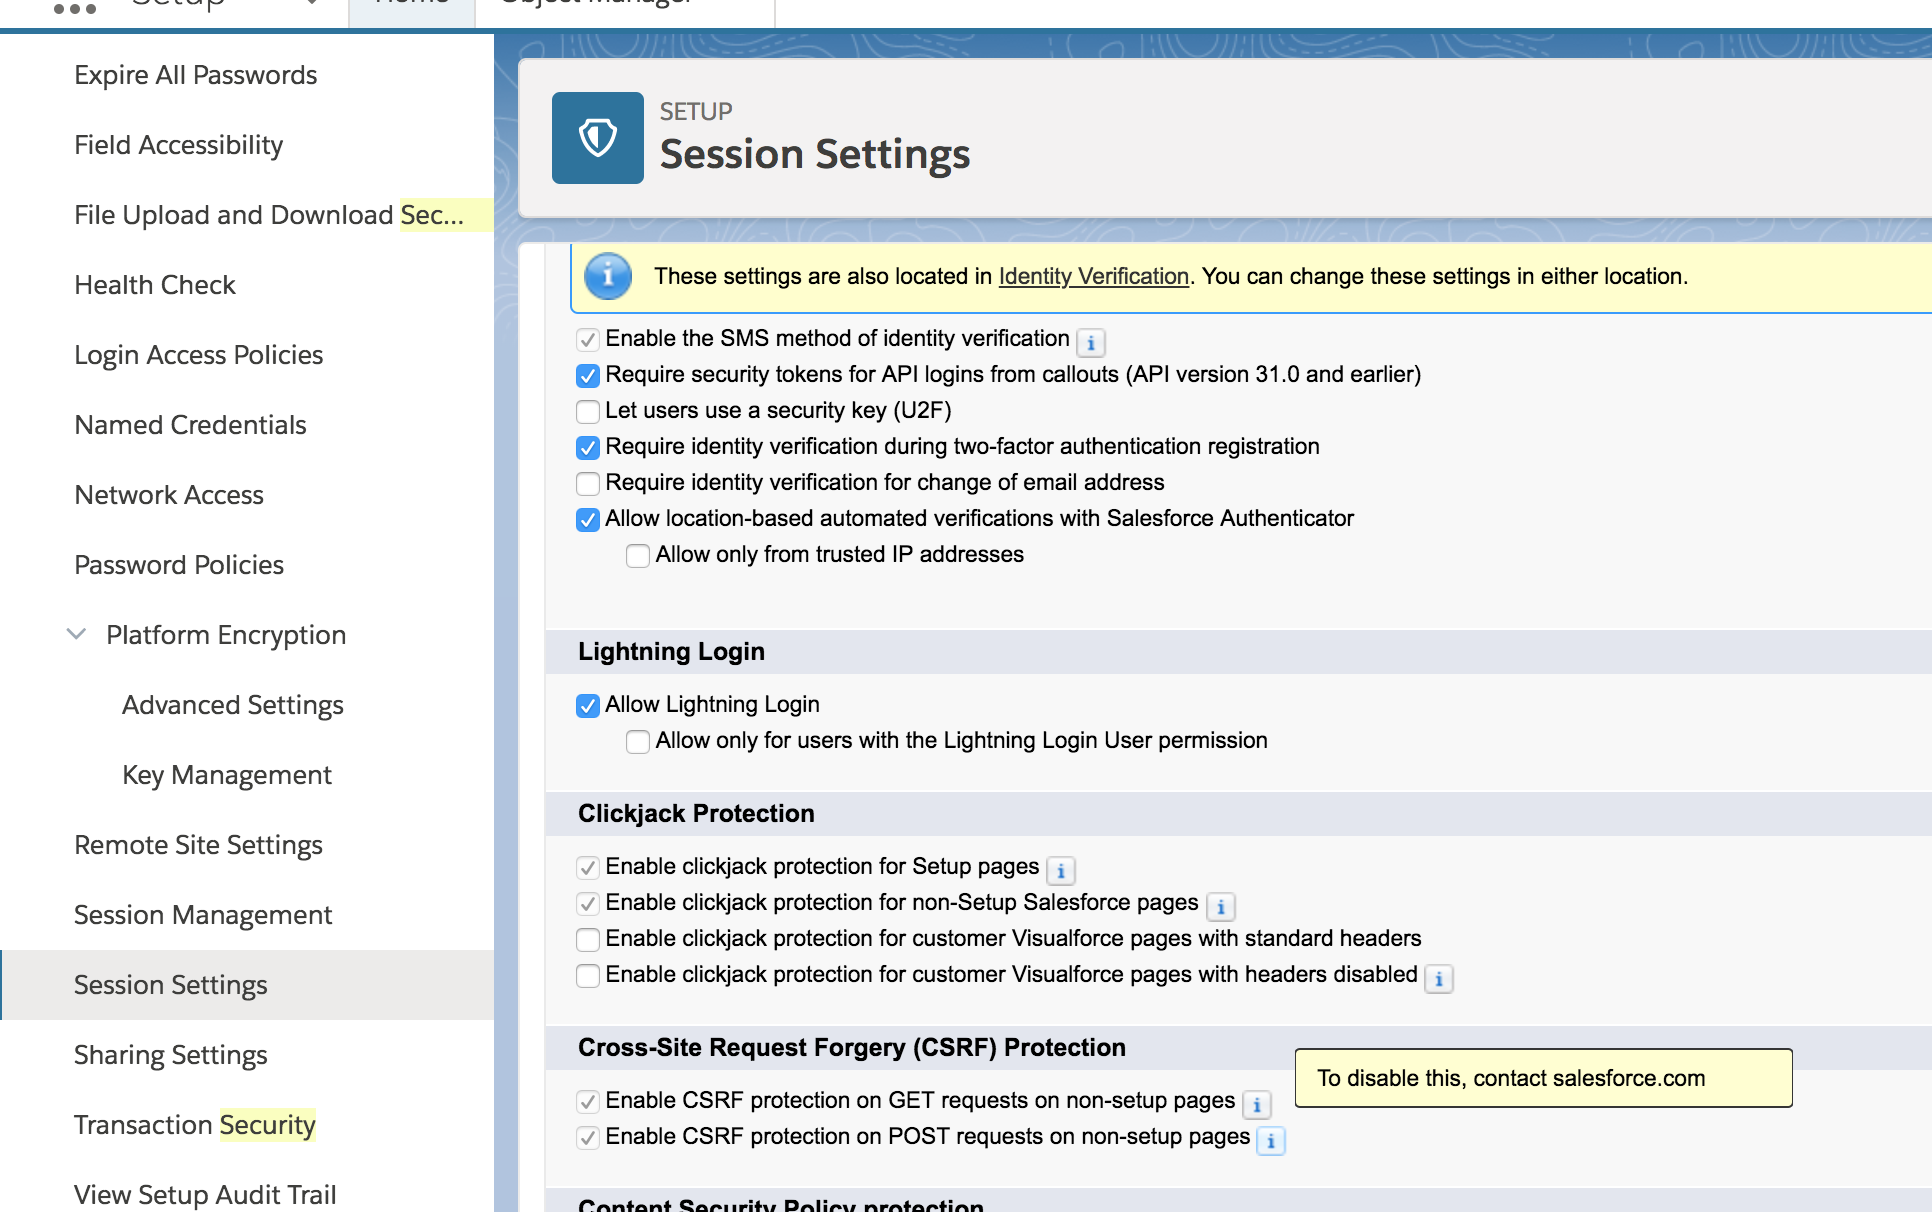 Setup
Home
Object Manager
Expire All Passwords
Field Accessibility
File Upload and Download Sec...
Health Check
Login Access Policies
Named Credentials
Network Access
Password Policies
Platform Encryption
Advanced Settings
Key Management
Remote Site Settings
Session Management
Session Settings
Sharing Settings
Transaction Security
View Setup Audit Trail
SETUP
Session Settings
These settings are also located in Identity Verification. You can change these settings in either location.
Enable the SMS method of identity verification
Require security tokens for API logins from callouts (API version 31.0 and earlier)
Let users use a security key (U2F)
Require identity verification during two-factor authentication registration
Require identity verification for change of email address
Allow location-based automated verifications with Salesforce Authenticator
Allow only from trusted IP addresses
Lightning Login
Allow Lightning Login
Allow only for users with the Lightning Login User permission
Clickjack Protection
Enable clickjack protection for Setup pages
Enable clickjack protection for non-Setup Salesforce pages
Enable clickjack protection for customer Visualforce pages with standard headers
Enable clickjack protection for customer Visualforce pages with headers disabled
Cross-Site Request Forgery (CSRF) Protection
To disable this, contact salesforce.com
Enable CSRF protection on GET requests on non-setup pages
Enable CSRF protection on POST requests on non-setup pages
Content Security Policy protection